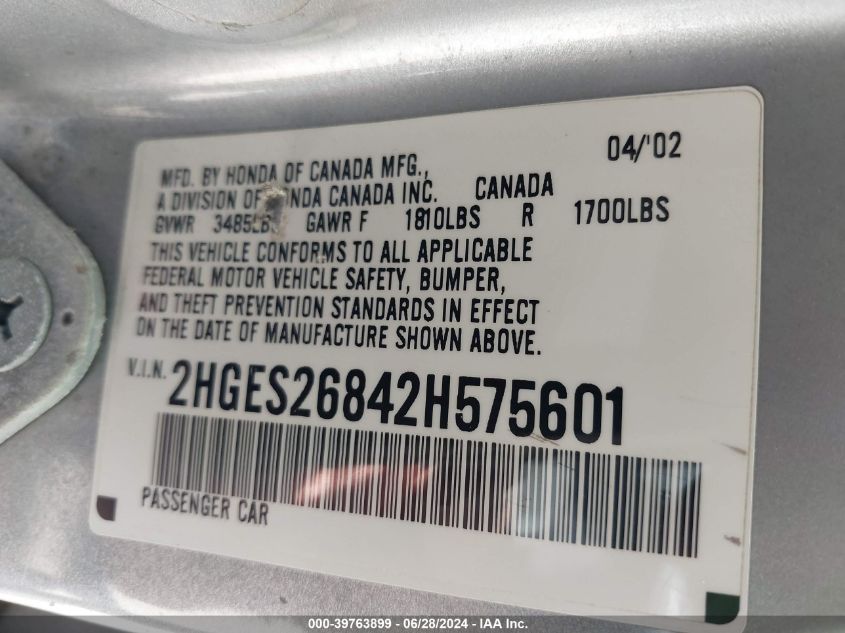 04/'02
MFD. BY HONDA OF CANADA MFG.,
A DIVISION OF CANADA INC. CANADA
GVWR 3485LB GAWR F 1810LBS R 1700LBS
THIS VEHICLE CONFORMS TO ALL APPLICABLE
FEDERAL MOTOR VEHICLE SAFETY, BUMPER,
AND THEFT PREVENTION STANDARDS IN EFFECT
ON THE DATE OF MANUFACTURE SHOWN ABOVE.
V.I.N. 2HGES26842H575601
PASSENGER CAR
000-39763899 - 06/28/2024 - IAA Inc.